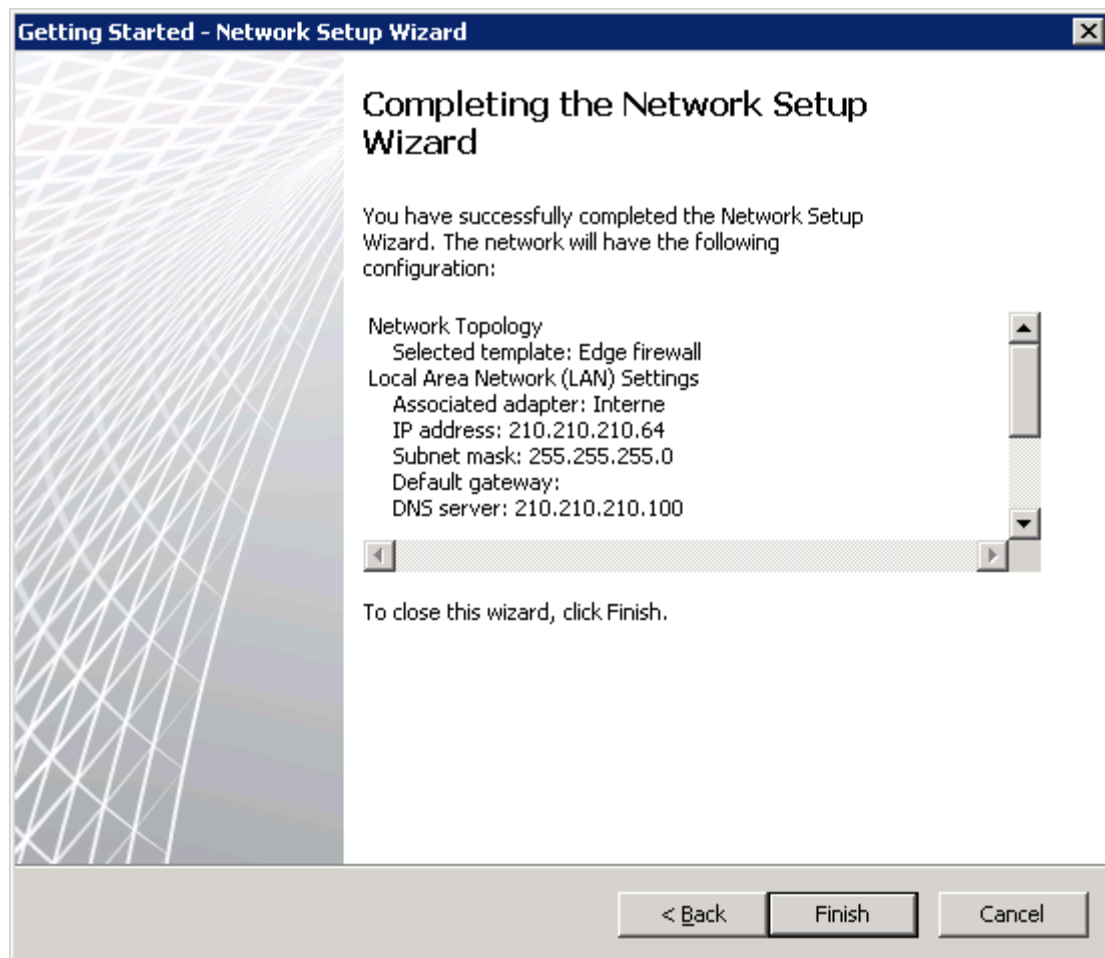 Getting Started - Network Setup Wizard
Completing the Network Setup
Wizard
You have successfully completed the Network Setup
Wizard. The network will have the following
configuration:
Network Topology
Selected template: Edge firewall
Local Area Network (LAN) Settings
Associated adapter: Interne
IP address: 210.210.210.64
Subnet mask: 255.255.255.0
Default gateway:
DNS server: 210.210.210.100
To close this wizard, click Finish.
< Back Finish Cancel